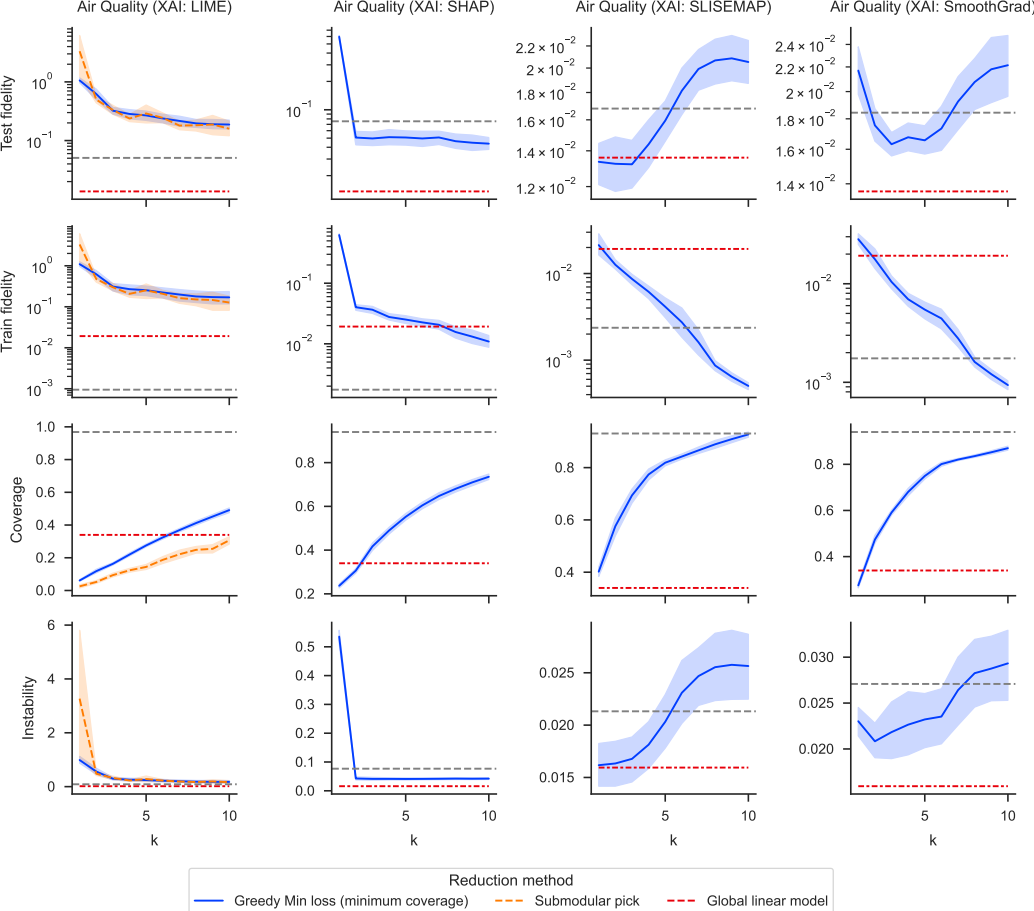 Air Quality (XAI: LIME) Air Quality (XAI: SHAP) Air Quality (XAI: SLISEMAP) Air Quality (XAI: SmoothGrad)
Test fidelity
10⁰
10⁻¹
10⁻¹
2.2 × 10⁻²
2 × 10⁻²
1.8 × 10⁻²
1.6 × 10⁻²
1.4 × 10⁻²
1.2 × 10⁻²
2.4 × 10⁻²
2.2 × 10⁻²
2 × 10⁻²
1.8 × 10⁻²
1.6 × 10⁻²
1.4 × 10⁻²
Train fidelity
10⁰
10⁻¹
10⁻²
10⁻³
10⁻¹
10⁻²
10⁻²
10⁻³
10⁻²
10⁻³
Coverage
1.0
0.8
0.6
0.4
0.2
0.0
0.8
0.6
0.4
0.2
0.8
0.6
0.4
0.8
0.6
0.4
Instability
6
4
2
0
0.5
0.4
0.3
0.2
0.1
0.0
0.025
0.020
0.015
0.030
0.025
0.020
5 10 5 10 5 10 5 10
k k k k
Reduction method
Greedy Min loss (minimum coverage) Submodular pick Global linear model